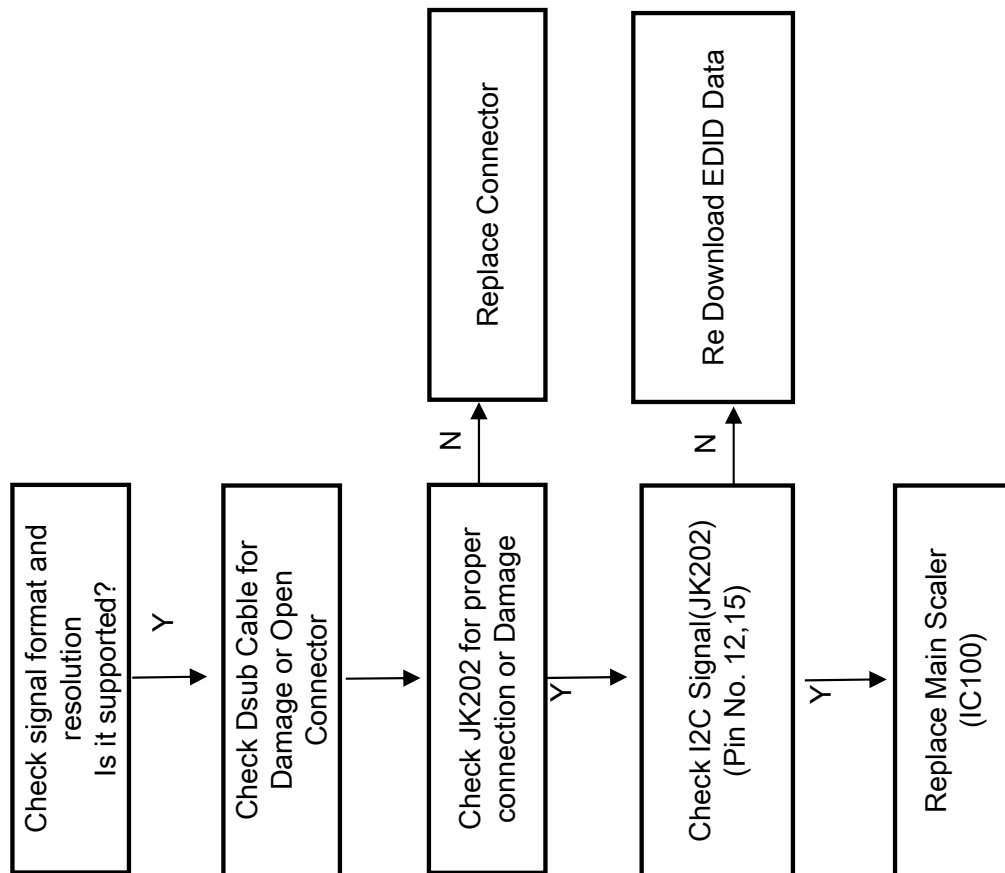 Check signal format and
resolution
Is it supported?
Y
Check Dsub Cable for
Damage or Open
Connector
Check JK202 for proper
connection or Damage
N
Replace Connector
Y
Check I2C Signal(JK202)
(Pin No. 12,15)
N
Re Download EDID Data
Y
Replace Main Scaler
(IC100)